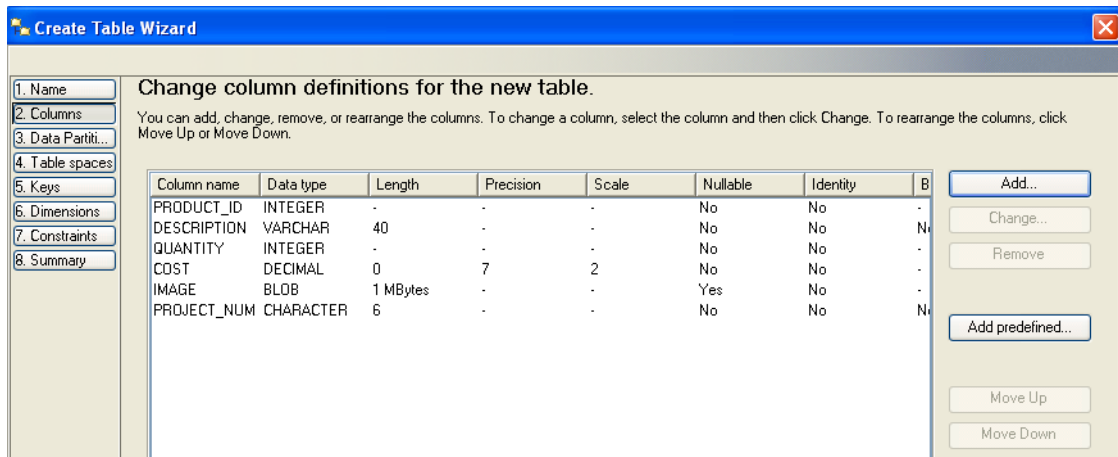 Create Table Wizard
1. Name
2. Columns
3. Data Partiti...
4. Table spaces
5. Keys
6. Dimensions
7. Constraints
8. Summary
Change column definitions for the new table.
You can add, change, remove, or rearrange the columns. To change a column, select the column and then click Change. To rearrange the columns, click
Move Up or Move Down.
Column name Data type Length Precision Scale Nullable Identity B
PRODUCT_ID INTEGER - - - No No -
DESCRIPTION VARCHAR 40 - - No No No
QUANTITY INTEGER - - - No No -
COST DECIMAL 0 7 2 No No -
IMAGE BLOB 1 MBytes - - Yes No -
PROJECT_NUM CHARACTER 6 - - No No No
Add...
Change...
Remove
Add predefined...
Move Up
Move Down